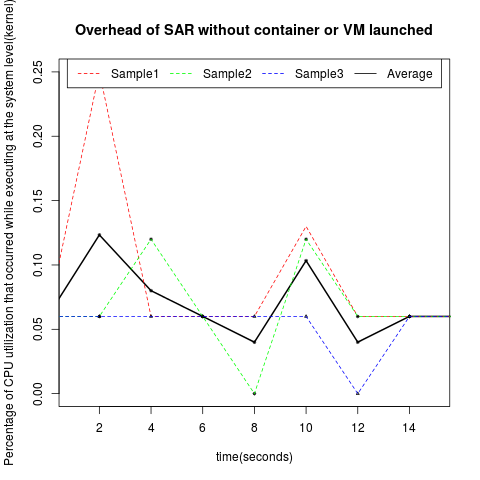 Overhead of SAR without container or VM launched
Percentage of CPU utilization that occurred while executing at the system level(kernel)
Sample1 Sample2 Sample3 Average
0.25
0.20
0.15
0.10
0.05
0.00
2 4 6 8 10 12 14
time(seconds)